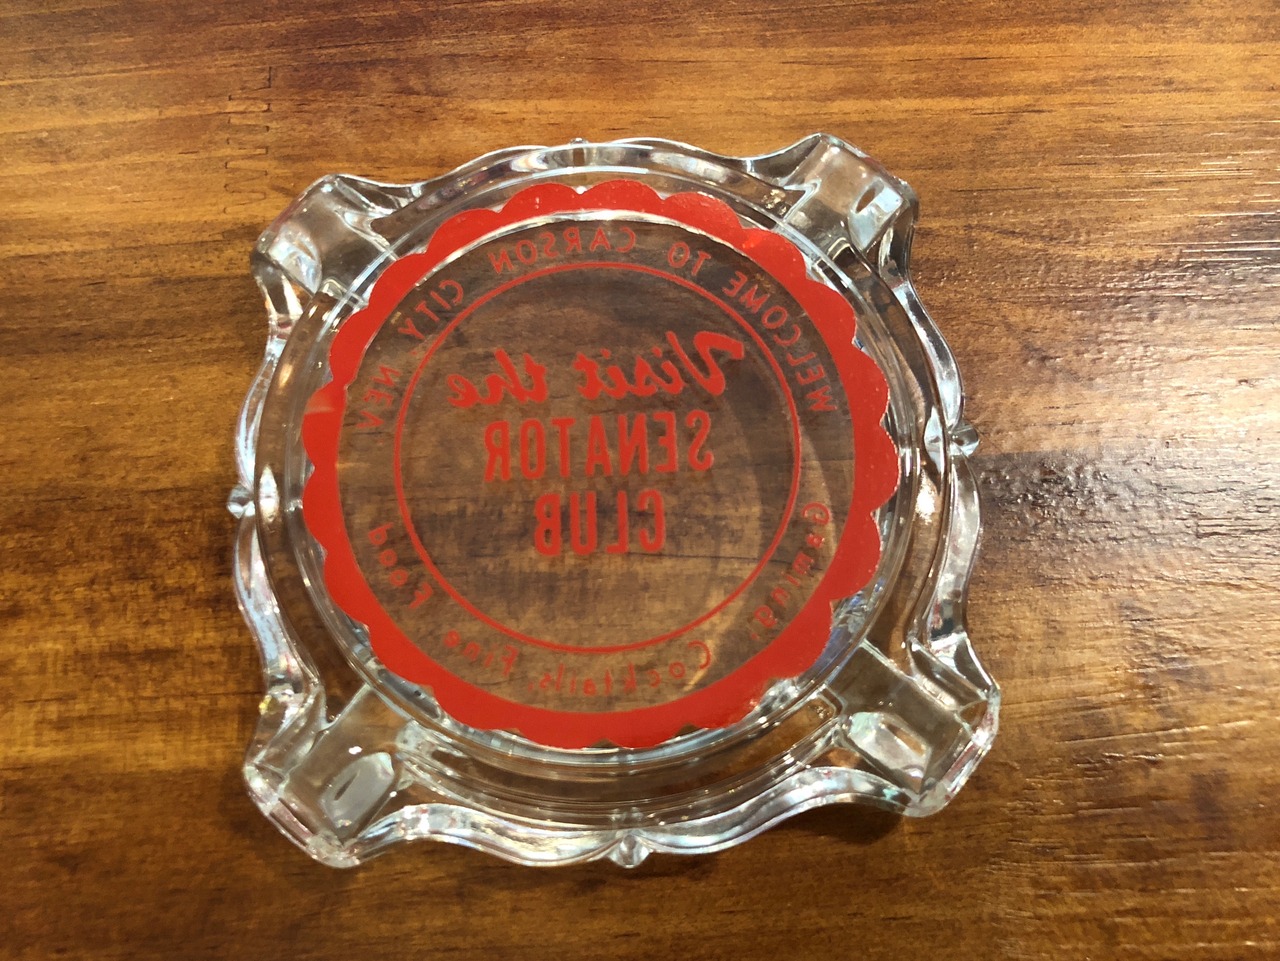 WELCOME TO CARSON CITY, NEV
Visit the
SENATOR
CLUB
Gaming, Cocktails, Fine Food